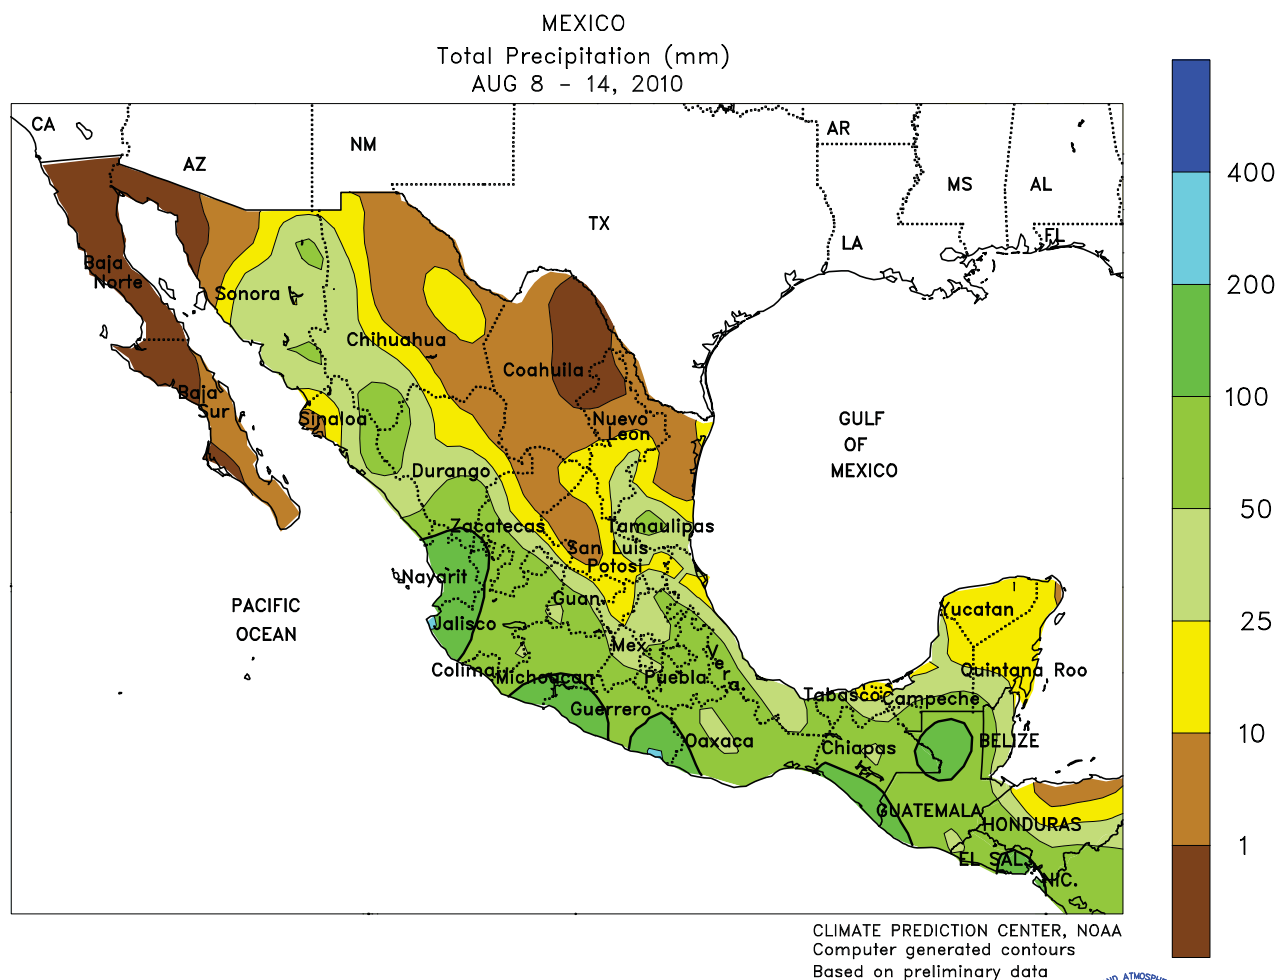 MEXICO
Total Precipitation (mm)
AUG 8 - 14, 2010
CA
AZ
NM
TX
AR
MS
AL
LA
FL
Baja
Norte
Sonora
Chihuahua
Coahuila
Baja
Sur
Sinaloa
Nuevo
Leon
Durango
Zacatecas
Tamaulipas
San Luis
Potosi
Nayarit
Guan.
Jalisco
Mex.
Colima
Michoacan
Puebla
Vera.
Guerrero
Oaxaca
Tabasco
Campeche
Yucatan
Quintana Roo
Chiapas
BELIZE
GUATEMALA
HONDURAS
EL SAL.
NIC.
GULF
OF
MEXICO
PACIFIC
OCEAN
400
200
100
50
25
10
1
CLIMATE PREDICTION CENTER, NOAA
Computer generated contours
Based on preliminary data